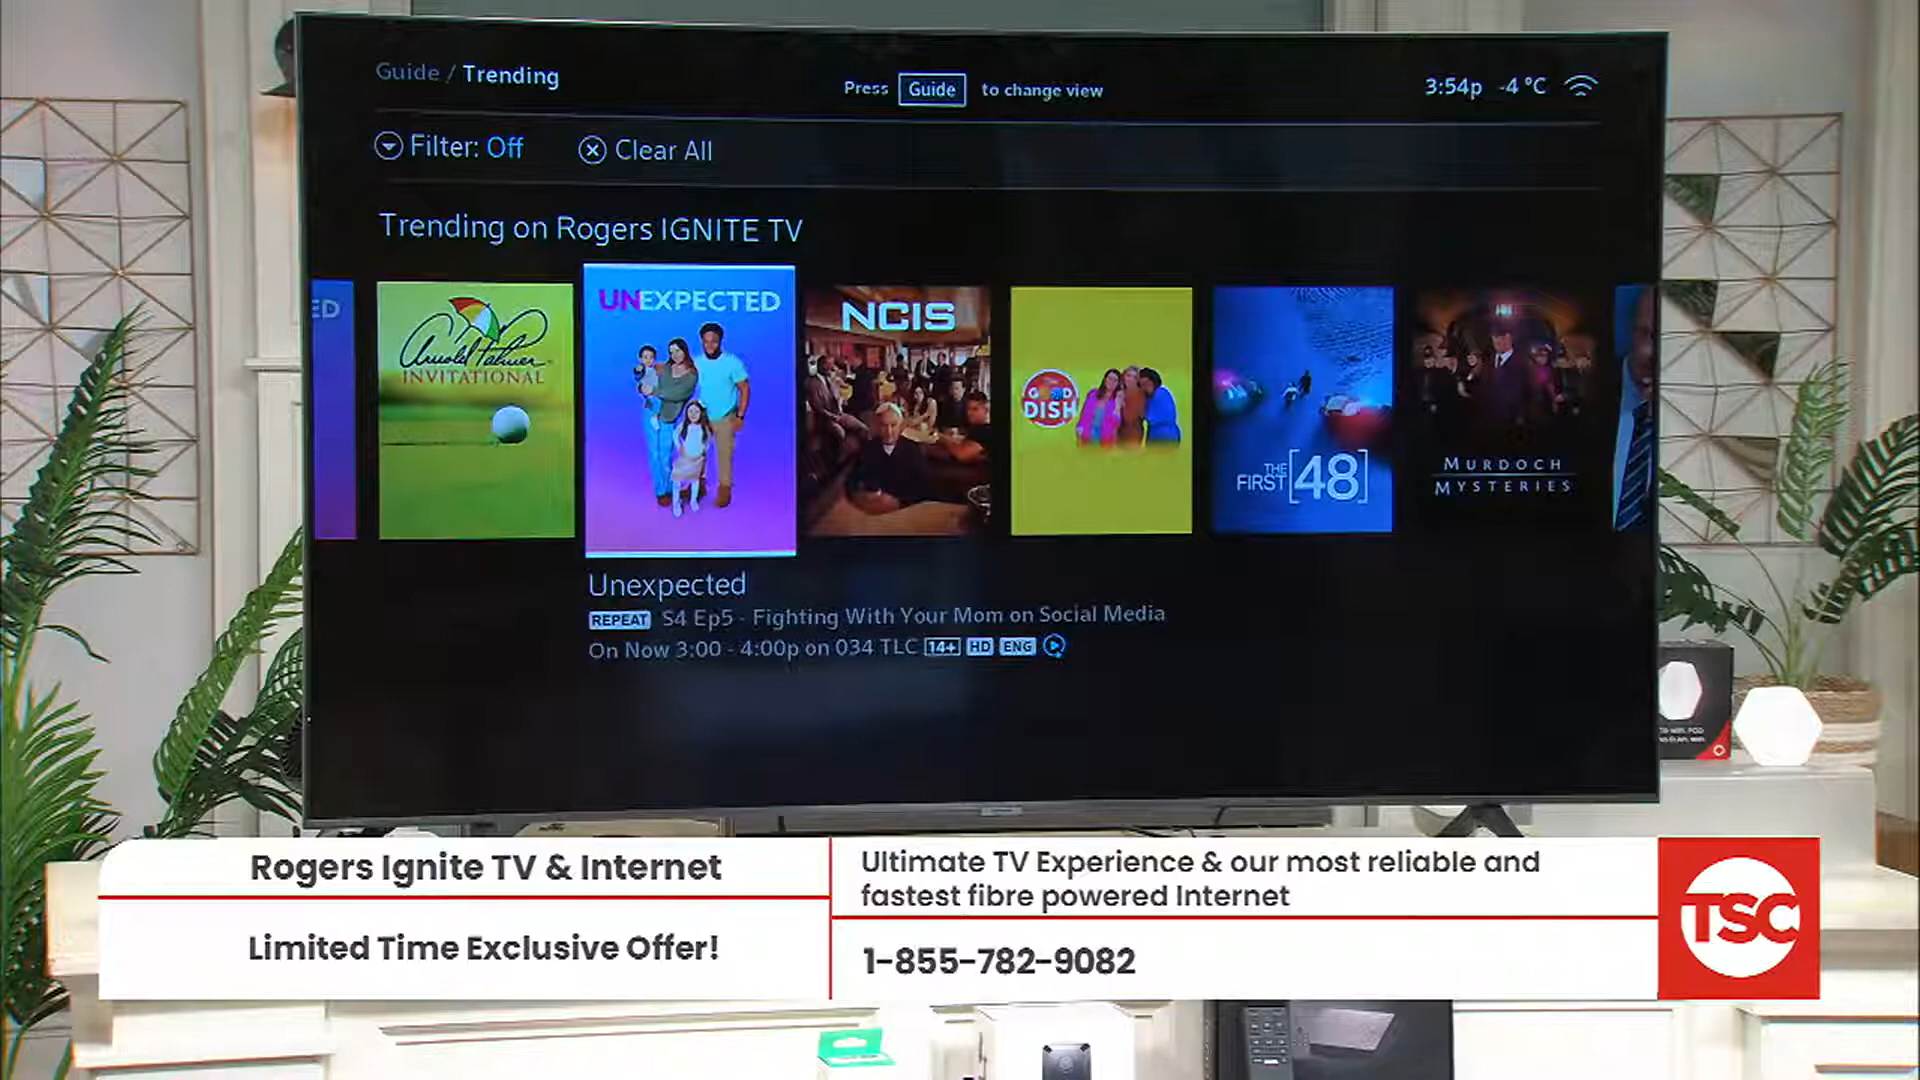 Guide / Trending
Press Guide to change view
3:54p -4 °C
Filter: Off
Clear All
Trending on Rogers IGNITE TV
ED
Arnold Palmer
INVITATIONAL
UNEXPECTED
NCIS
THE
GOOD
DISH
THE
FIRST [48]
MURDOCH
MYSTERIES
Unexpected
REPEAT S4 Ep5 - Fighting With Your Mom on Social Media
On Now 3:00 - 4:00p on 034 TLC 14+ HD ENG
Rogers Ignite TV & Internet
Limited Time Exclusive Offer!
Ultimate TV Experience & our most reliable and
fastest fibre powered Internet
1-855-782-9082
TSC